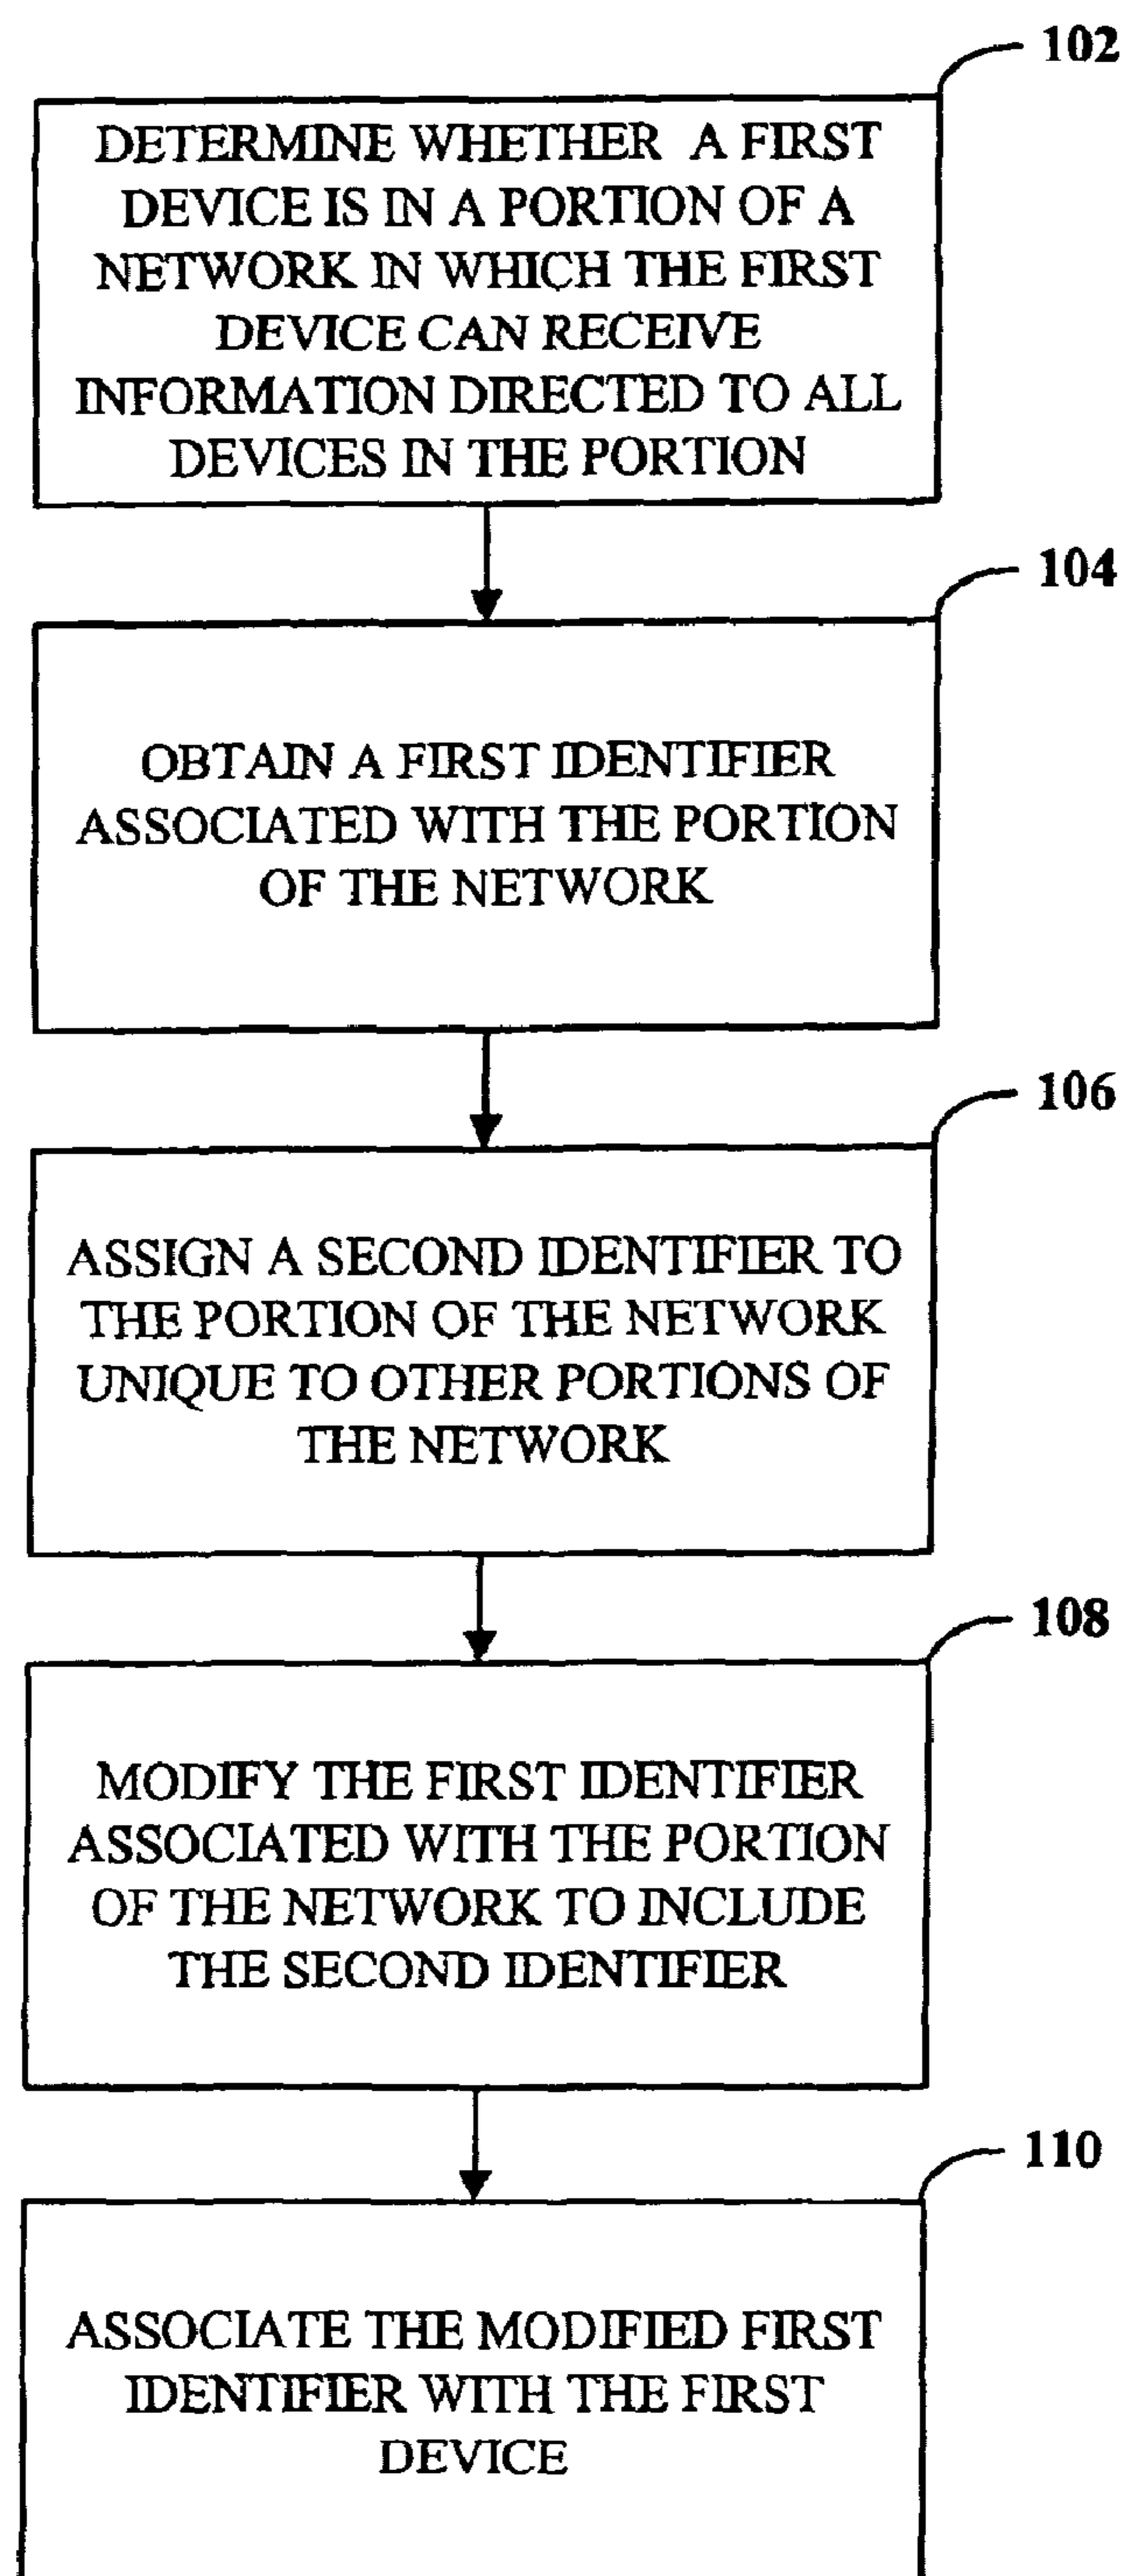 102
DETERMINE WHETHER A FIRST
DEVICE IS IN A PORTION OF A
NETWORK IN WHICH THE FIRST
DEVICE CAN RECEIVE
INFORMATION DIRECTED TO ALL
DEVICES IN THE PORTION
104
OBTAIN A FIRST IDENTIFIER
ASSOCIATED WITH THE PORTION
OF THE NETWORK
106
ASSIGN A SECOND IDENTIFIER TO
THE PORTION OF THE NETWORK
UNIQUE TO OTHER PORTIONS OF
THE NETWORK
108
MODIFY THE FIRST IDENTIFIER
ASSOCIATED WITH THE PORTION
OF THE NETWORK TO INCLUDE
THE SECOND IDENTIFIER
110
ASSOCIATE THE MODIFIED FIRST
IDENTIFIER WITH THE FIRST
DEVICE